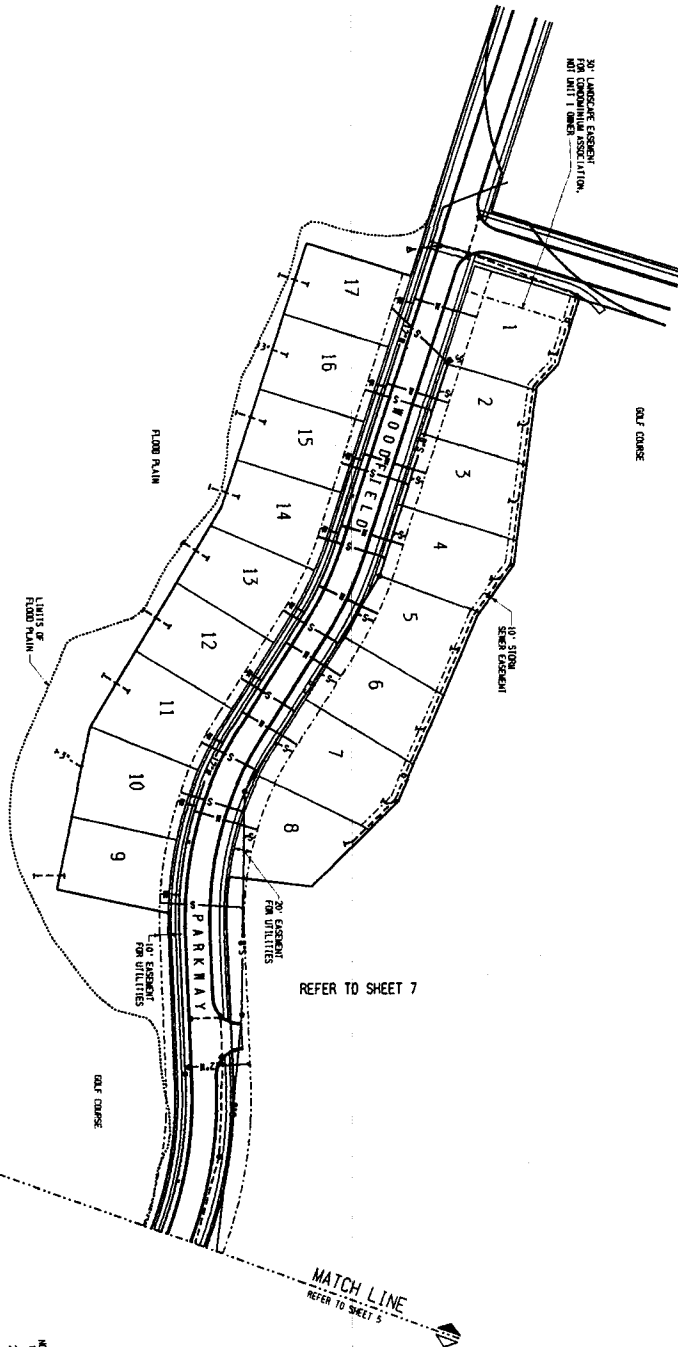 30' LANDSCAPE EASEMENT
FOR CONDOMINIUM ASSOCIATION,
NOT UNIT 1 OWNER
GOLF COURSE
17
16
15
14
13
12
11
10
9
1
2
3
4
5
6
7
8
WOODFIELD
PARKWAY
FLOOD PLAIN
LIMITS OF
FLOOD PLAIN
10' STORM
SEWER EASEMENT
20' EASEMENT
FOR UTILITIES
10' EASEMENT
FOR UTILITIES
REFER TO SHEET 7
GOLF COURSE
MATCH LINE
REFER TO SHEET 5